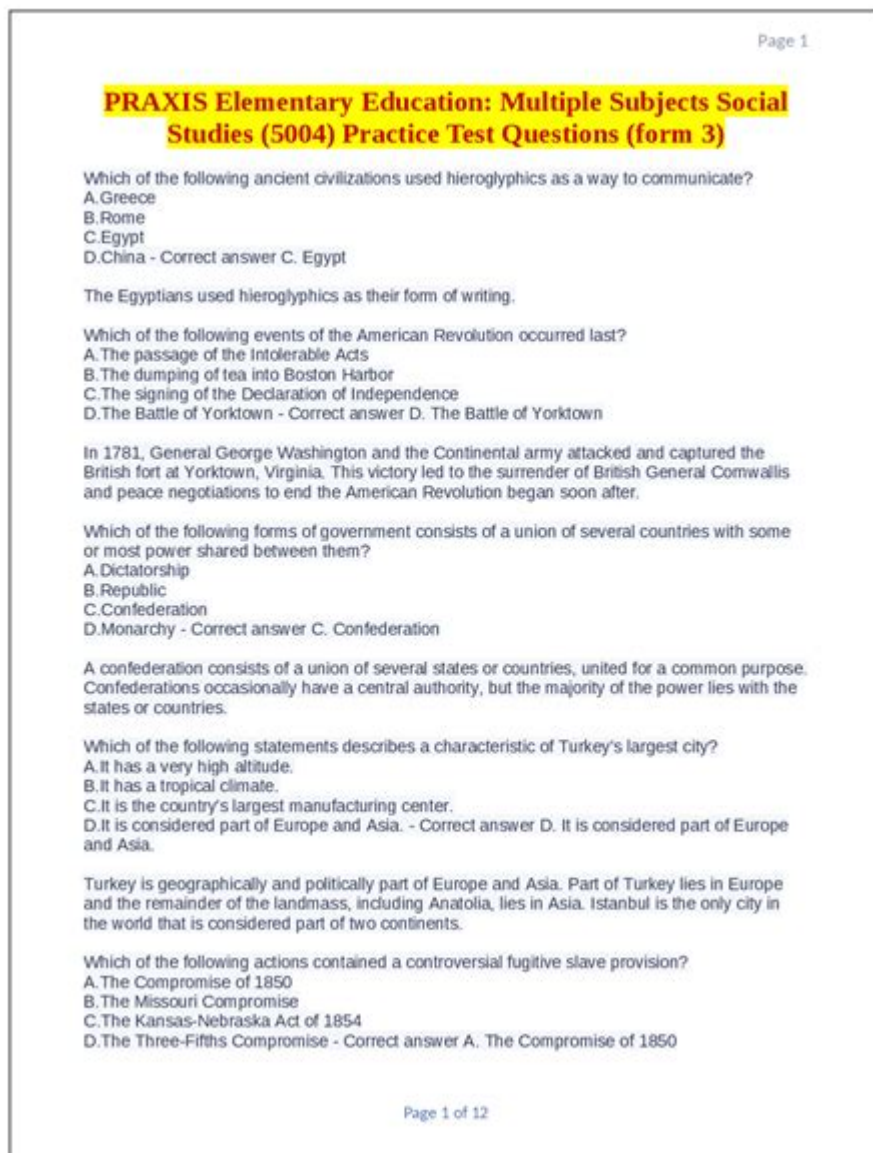 Page 1
PRAXIS Elementary Education: Multiple Subjects Social
Studies (5004) Practice Test Questions (form 3)
Which of the following ancient civilizations used hieroglyphics as a way to communicate?
A.Greece
B.Rome
C.Egypt
D.China - Correct answer C. Egypt
The Egyptians used hieroglyphics as their form of writing.
Which of the following events of the American Revolution occurred last?
A.The passage of the Intolerable Acts
B.The dumping of tea into Boston Harbor
C.The signing of the Declaration of Independence
D.The Battle of Yorktown - Correct answer D. The Battle of Yorktown
In 1781, General George Washington and the Continental army attacked and captured the
British fort at Yorktown, Virginia. This victory led to the surrender of British General Cornwallis
and peace negotiations to end the American Revolution began soon after.
Which of the following forms of government consists of a union of several countries with some
or most power shared between them?
A.Dictatorship
B.Republic
C.Confederation
D.Monarchy - Correct answer C. Confederation
A confederation consists of a union of several states or countries, united for a common purpose.
Confederations occasionally have a central authority, but the majority of the power lies with the
states or countries.
Which of the following statements describes a characteristic of Turkey's largest city?
A.It has a very high altitude.
B.It has a tropical climate.
C.It is the country's largest manufacturing center.
D.It is considered part of Europe and Asia. - Correct answer D. It is considered part of Europe
and Asia.
Turkey is geographically and politically part of Europe and Asia. Part of Turkey lies in Europe
and the remainder of the landmass, including Anatolia, lies in Asia. Istanbul is the only city in
the world that is considered part of two continents.
Which of the following actions contained a controversial fugitive slave provision?
A.The Compromise of 1850
B.The Missouri Compromise
C.The Kansas-Nebraska Act of 1854
D.The Three-Fifths Compromise - Correct answer A. The Compromise of 1850
Page 1 of 12